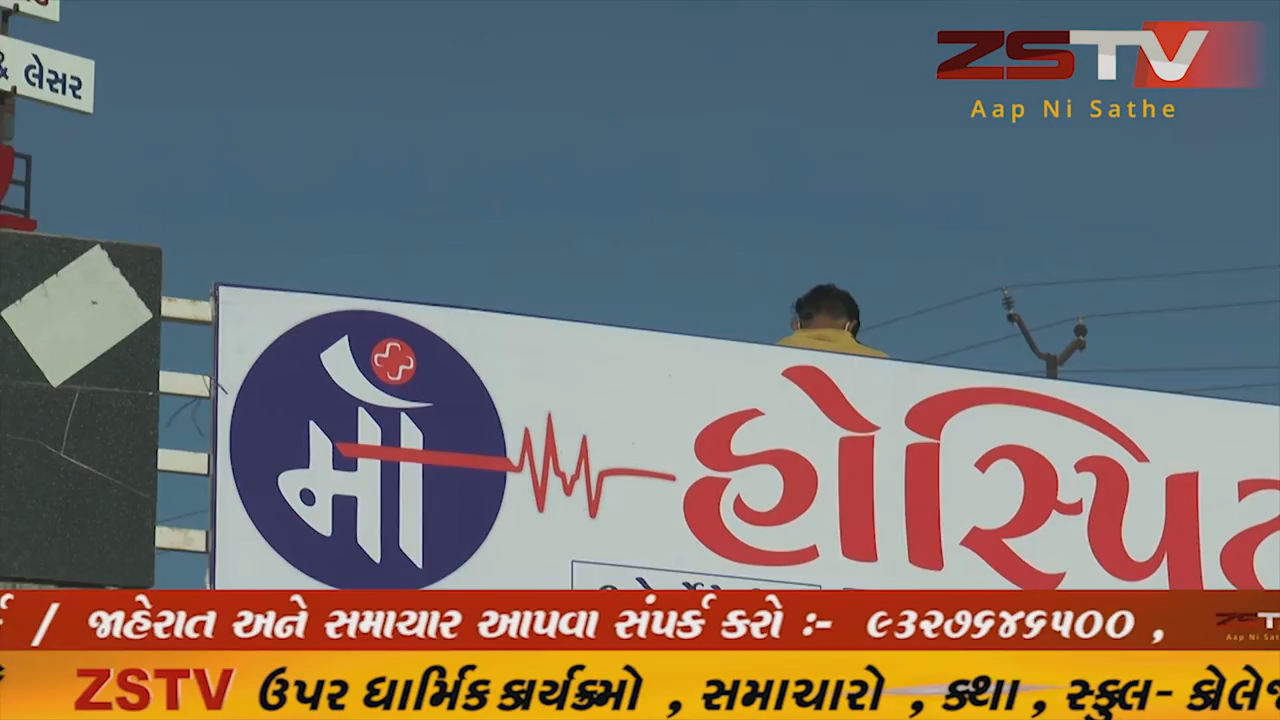 & લેસર
ZSTV
Aap Ni Sathe
માઁ હોસ્પિટ
/ જાહેરાત અને સમાચાર આપવા સંપર્ક કરો :- ૯૩૨૭૬૪૬૫૦૦ ,
ZSTV ઉપર ધાર્મિક કાર્યક્રમો , સમાચારો , કથા , સ્કુલ- કોલેજ